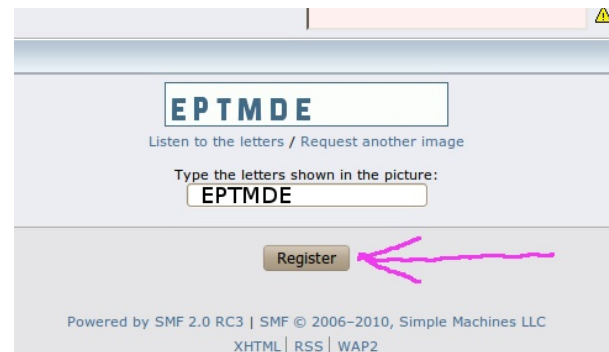 EPTMDE
Listen to the letters / Request another image
Type the letters shown in the picture:
EPTMDE
Register
Powered by SMF 2.0 RC3 | SMF © 2006–2010, Simple Machines LLC
XHTML | RSS | WAP2